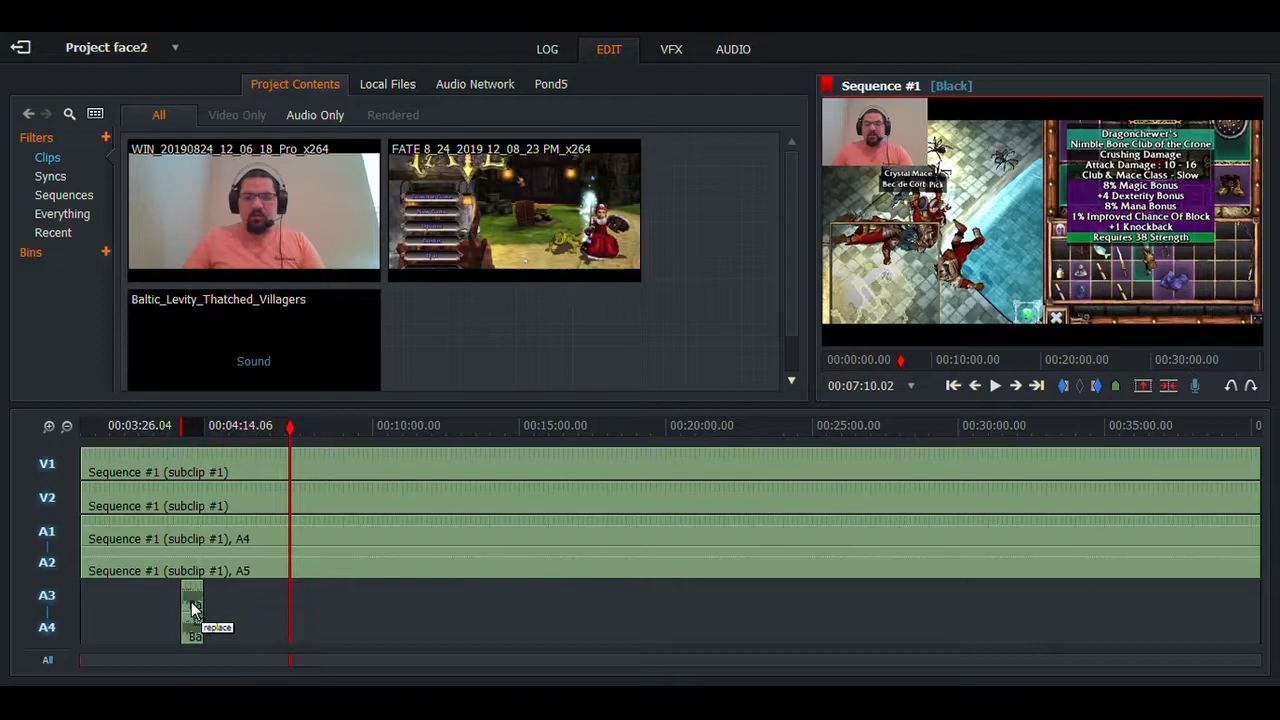 Project face2
LOG EDIT VFX AUDIO
Project Contents Local Files Audio Network Pond5
All Video Only Audio Only Rendered
Filters +
Clips
Syncs
Sequences
Everything
Recent
Bins +
WIN_20190824_12_06_18_Pro_x264
FATE 8_24_2019 12_08_23 PM_x264
Baltic_Levity_Thatched_Villagers
Sound
Sequence #1 [Black]
Dragonchewer's
Nimble Bone Club of the Crone
Crushing Damage
Attack Damage : 10 - 16
Club & Mace Class - Slow
8% Magic Bonus
+4 Dexterity Bonus
8% Mana Bonus
1% Improved Chance Of Block
+1 Knockback
Requires 38 Strength
Crystal Mace
Bec de Corb Pick
00:00:00.00 00:10:00.00 00:20:00.00 00:30:00.00
00:07:10.02
00:03:26.04 00:04:14.06 00:10:00.00 00:15:00.00 00:20:00.00 00:25:00.00 00:30:00.00 00:35:00.00 0
V1 Sequence #1 (subclip #1)
V2 Sequence #1 (subclip #1)
A1 Sequence #1 (subclip #1), A4
A2 Sequence #1 (subclip #1), A5
A3
replace
A4 Ba
All